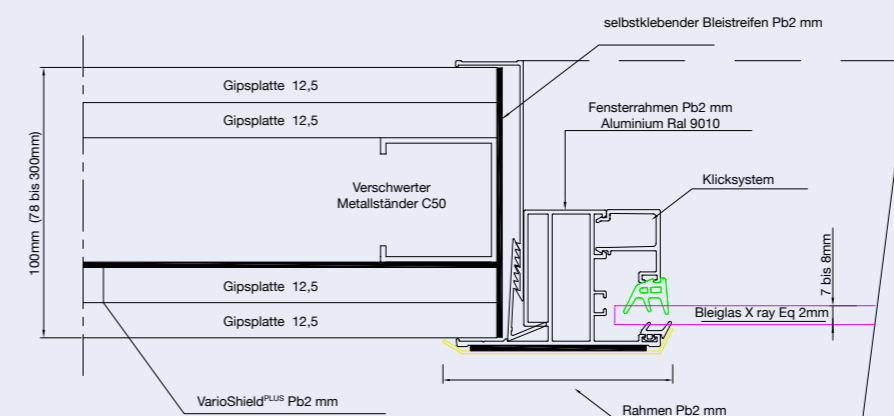 selbstklebender Bleistreifen Pb2 mm
Gipsplatte 12,5
Fensterrahmen Pb2 mm
Aluminium Ral 9010
Gipsplatte 12,5
Klicksystem
Verschwerter
Metallständer C50
100mm (78 bis 300mm)
7 bis 8mm
Gipsplatte 12,5
Bleiglas X ray Eq 2mm
Gipsplatte 12,5
VarioShieldPLUS Pb2 mm
Rahmen Pb2 mm